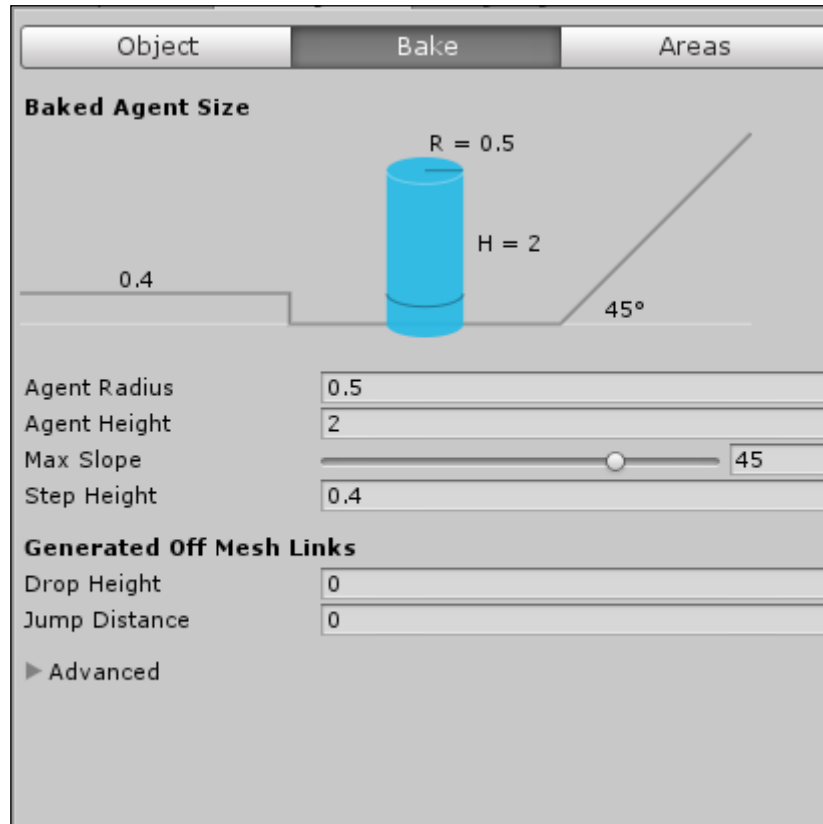 Object Bake Areas
Baked Agent Size
R = 0.5
H = 2
0.4
45°
Agent Radius 0.5
Agent Height 2
Max Slope 45
Step Height 0.4
Generated Off Mesh Links
Drop Height 0
Jump Distance 0
Advanced